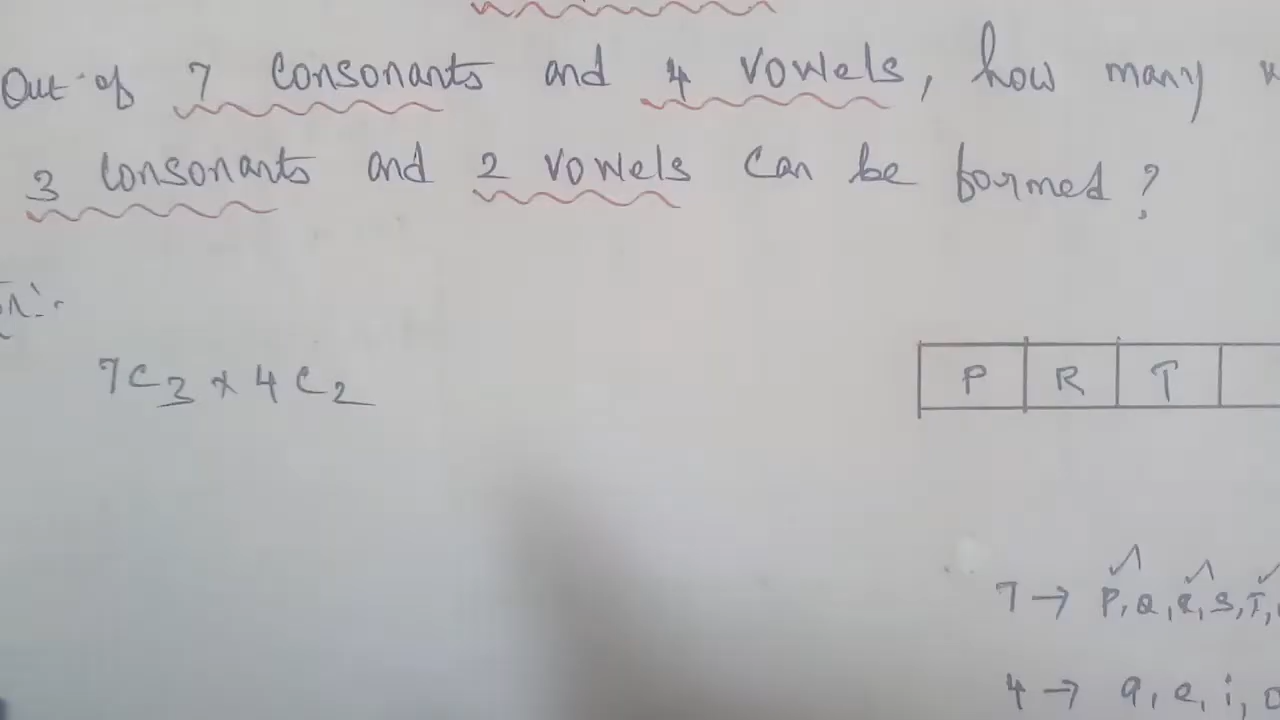 Out of 7 consonants and 4 vowels, how many
3 consonants and 2 vowels can be formed?
7C3 x 4C2
P R T
7 → P, Q, R, S, T,
4 → a, e, i, o